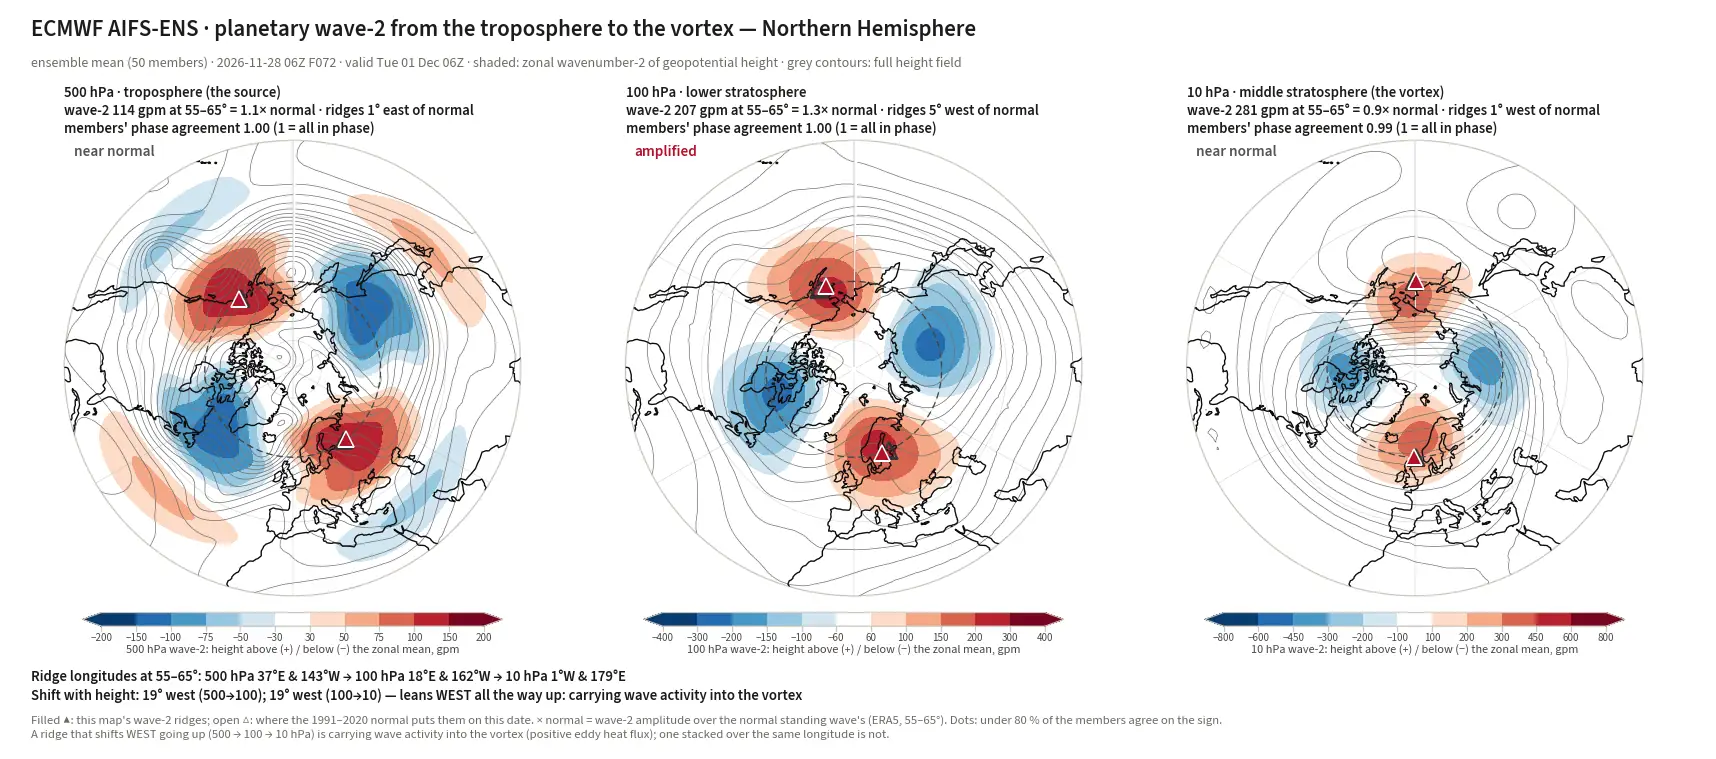 ECMWF AIFS-ENS · planetary wave-2 from the troposphere to the vortex — Northern Hemisphere
ensemble mean (50 members) · 2026-11-28 06Z F072 · valid Tue 01 Dec 06Z · shaded: zonal wavenumber-2 of geopotential height · grey contours: full height field
500 hPa · troposphere (the source)
wave-2 114 gpm at 55–65° = 1.1× normal · ridges 1° east of normal
members' phase agreement 1.00 (1 = all in phase)
near normal
100 hPa · lower stratosphere
wave-2 207 gpm at 55–65° = 1.3× normal · ridges 5° west of normal
members' phase agreement 1.00 (1 = all in phase)
amplified
10 hPa · middle stratosphere (the vortex)
wave-2 281 gpm at 55–65° = 0.9× normal · ridges 1° west of normal
members' phase agreement 0.99 (1 = all in phase)
near normal
−200 −150 −100 −75 −50 −30 30 50 75 100 150 200
500 hPa wave-2: height above (+) / below (−) the zonal mean, gpm
−400 −300 −200 −150 −100 −60 60 100 150 200 300 400
100 hPa wave-2: height above (+) / below (−) the zonal mean, gpm
−800 −600 −450 −300 −200 −100 100 200 300 450 600 800
10 hPa wave-2: height above (+) / below (−) the zonal mean, gpm
Ridge longitudes at 55–65°: 500 hPa 37°E & 143°W → 100 hPa 18°E & 162°W → 10 hPa 1°W & 179°E
Shift with height: 19° west (500→100); 19° west (100→10) — leans WEST all the way up: carrying wave activity into the vortex
Filled ▲: this map's wave-2 ridges; open △: where the 1991–2020 normal puts them on this date. × normal = wave-2 amplitude over the normal standing wave's (ERA5, 55–65°). Dots: under 80 % of the members agree on the sign.
A ridge that shifts WEST going up (500 → 100 → 10 hPa) is carrying wave activity into the vortex (positive eddy heat flux); one stacked over the same longitude is not.